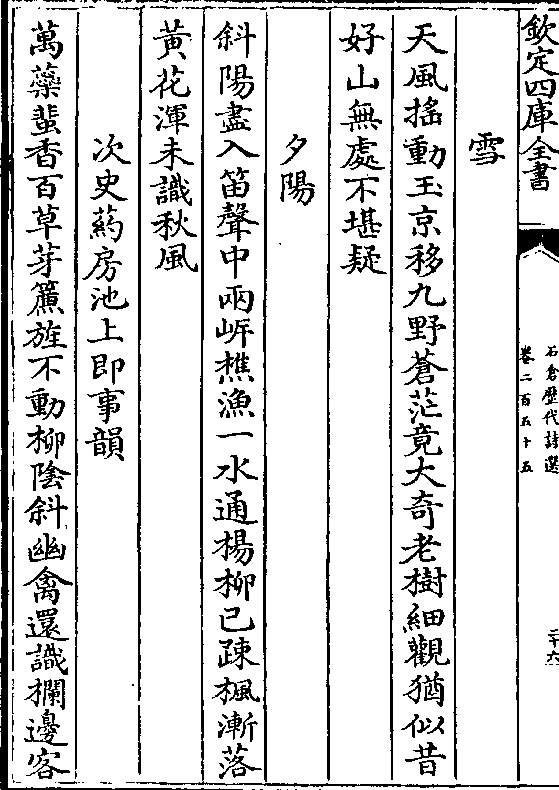 欽定四庫全書
石倉歷代詩選
卷二百五十五
二十六
雪
天風搖動玉京移九野蒼茫竟大奇老樹細觀猶似昔
好山無處不堪疑
夕陽
斜陽盡入笛聲中兩岸樵漁一水通楊柳已疎楓漸落
黄花渾未識秋風
次史葯房池上即事韻
萬蘂蜚香百草芽簾旌不動柳陰斜幽禽還識欄邊客